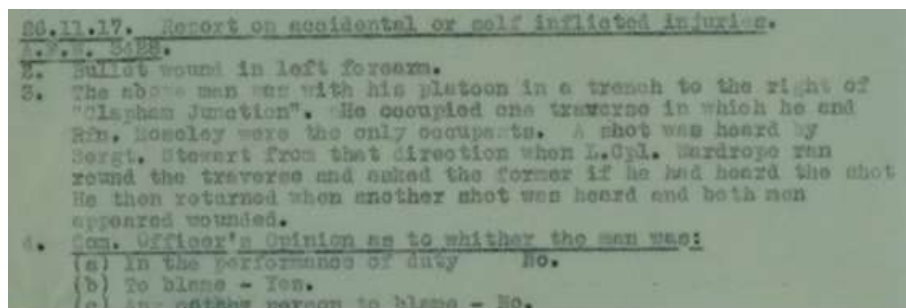 26.11.17. Report on accidental or self inflicted injuries.
A.F.W. 3428.
2. Bullet wound in left forearm.
3. The above man was with his platoon in a trench to the right of
"Clapham Junction". He occupied one traverse in which he and
Rfn. Moseley were the only occupants. A shot was heard by
Sergt. Stewart from that direction when L.Cpl. Wardrope ran
round the traverse and asked the former if he had heard the shot
He then returned when another shot was heard and both men
appeared wounded.
4. Com. Officer's Opinion as to whither the man was:
(a) In the performance of duty No.
(b) To blame - Yes.
(c) Any other person to blame - No.